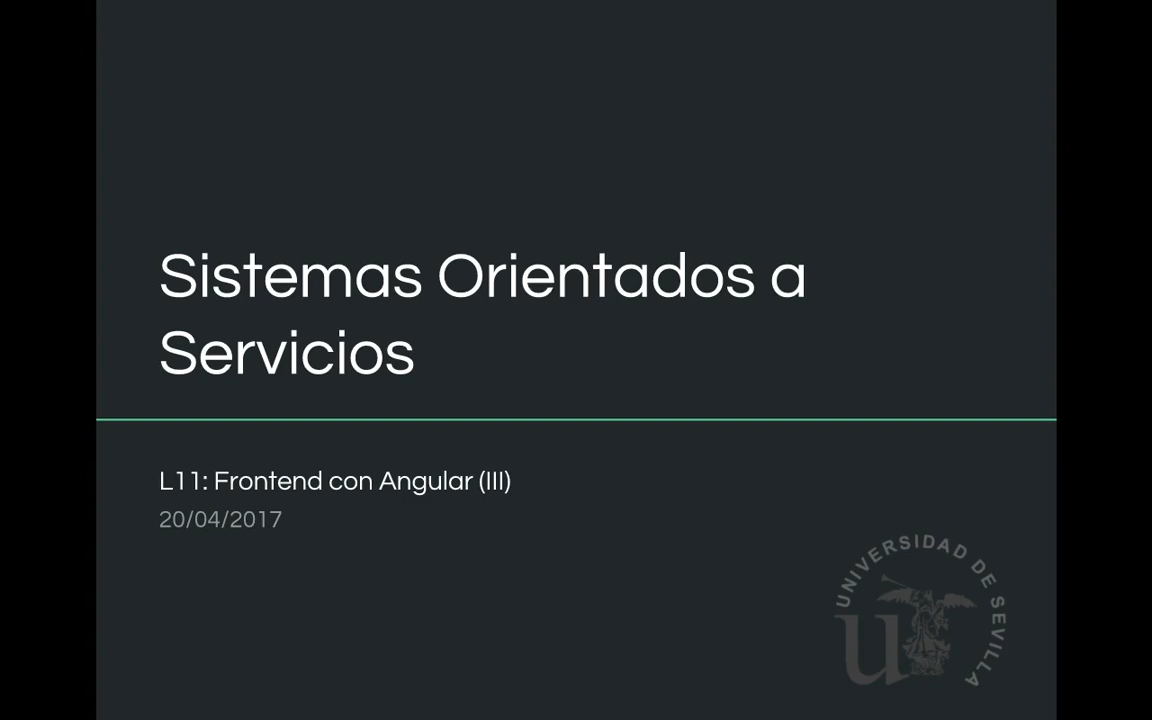 Sistemas Orientados a
Servicios
L11: Frontend con Angular (III)
20/04/2017
UNIVERSIDAD DE SEVILLA
u